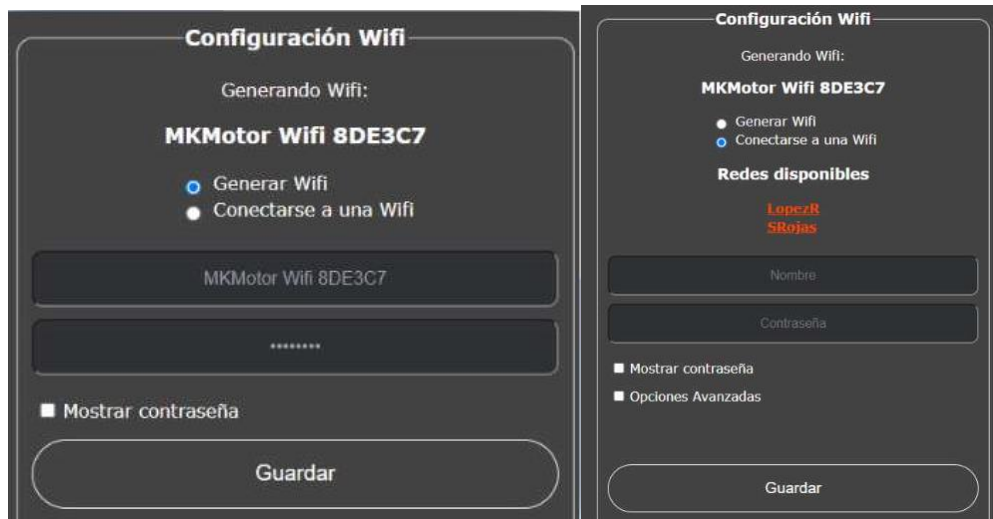 Configuración Wifi
Generando Wifi:
MKMotor Wifi 8DE3C7
Generar Wifi
Conectarse a una Wifi
MKMotor Wifi 8DE3C7
••••••••
Mostrar contraseña
Guardar
Configuración Wifi
Generando Wifi:
MKMotor Wifi 8DE3C7
Generar Wifi
Conectarse a una Wifi
Redes disponibles
LopezR
SRojas
Nombre
Contraseña
Mostrar contraseña
Opciones Avanzadas
Guardar